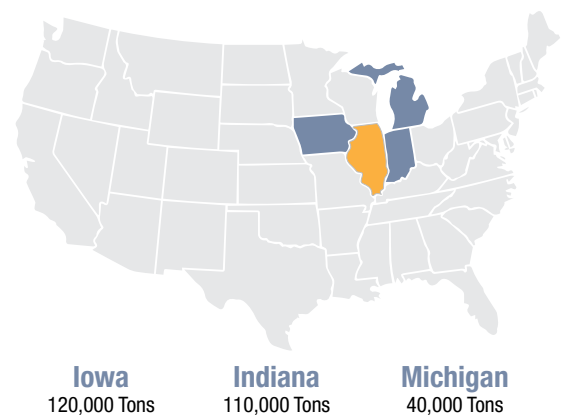 Iowa
120,000 Tons
Indiana
110,000 Tons
Michigan
40,000 Tons